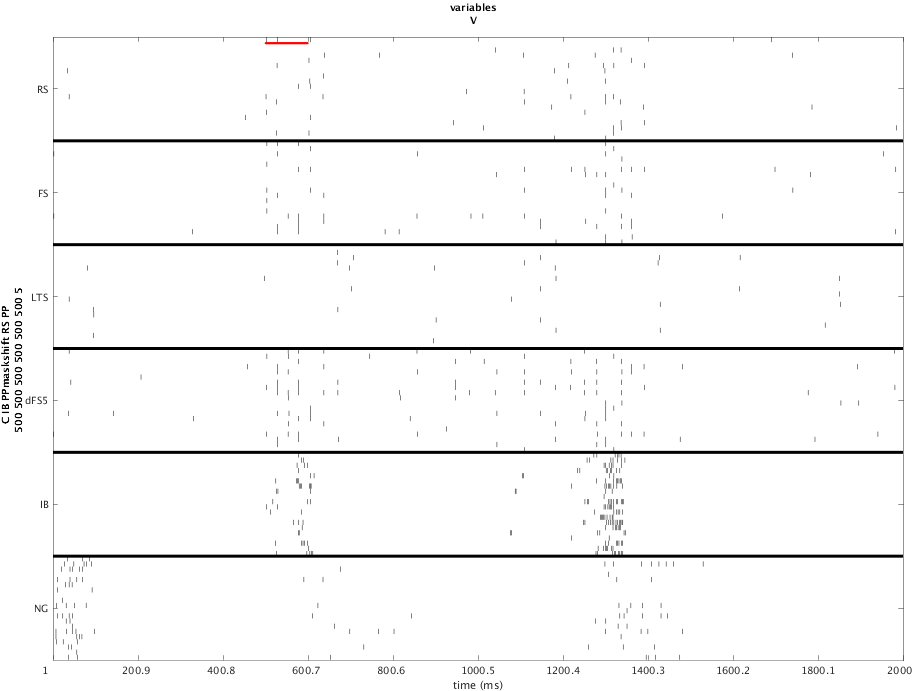 variables
V
RS
FS
LTS
dFS5
IB
NG
C IB PPmaskshift RS PP
500 500 500 500 500 500 5
1
200.9
400.8
600.7
800.6
1000.5
1200.4
1400.3
1600.2
1800.1
2000
time (ms)